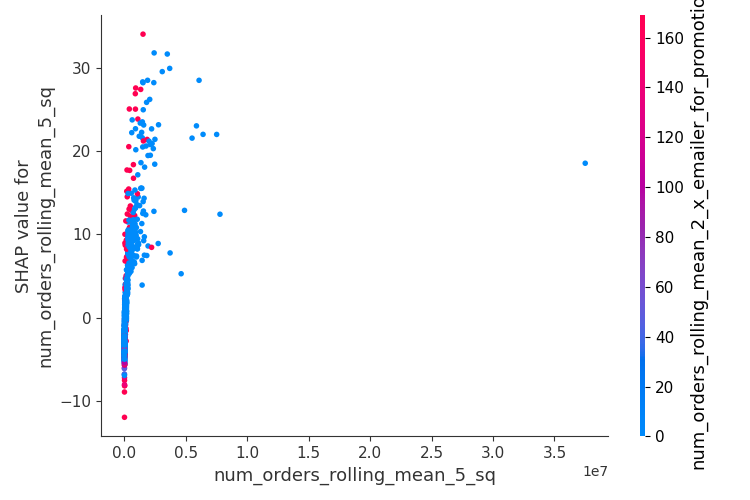 SHAP value for
num_orders_rolling_mean_5_sq
30
20
10
0
−10
0.0 0.5 1.0 1.5 2.0 2.5 3.0 3.5
1e7
num_orders_rolling_mean_5_sq
160
140
120
100
80
60
40
20
0
num_orders_rolling_mean_2_x_emailer_for_promotio